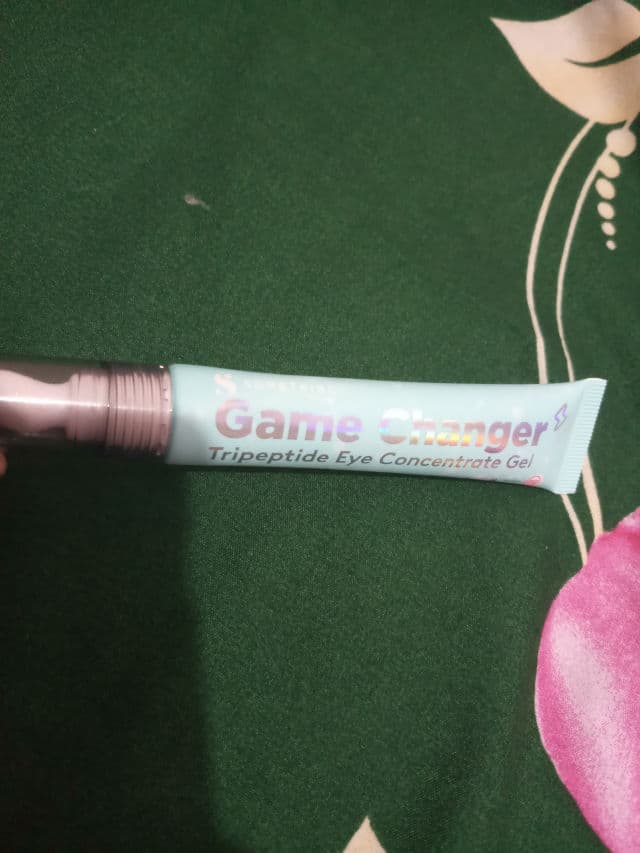 Game Changer
Tripeptide Eye Concentrate Gel